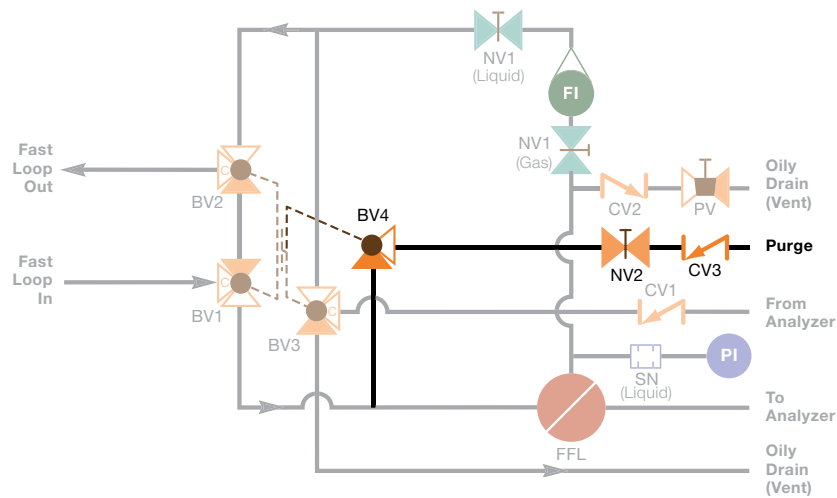 NV1
(Liquid)
FI
NV1
(Gas)
Fast
Loop
Out
C
BV2
CV2
PV
Oily
Drain
(Vent)
BV4
Purge
NV2
CV3
Fast
Loop
In
C
BV1
C
BV3
CV1
From
Analyzer
SN
(Liquid)
PI
FFL
To
Analyzer
Oily
Drain
(Vent)